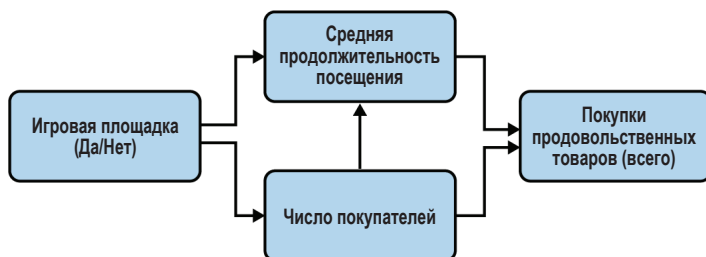 Средняя
продолжительность
посещения
Игровая площадка
(Да/Нет)
Покупки
продовольственных
товаров (всего)
Число покупателей